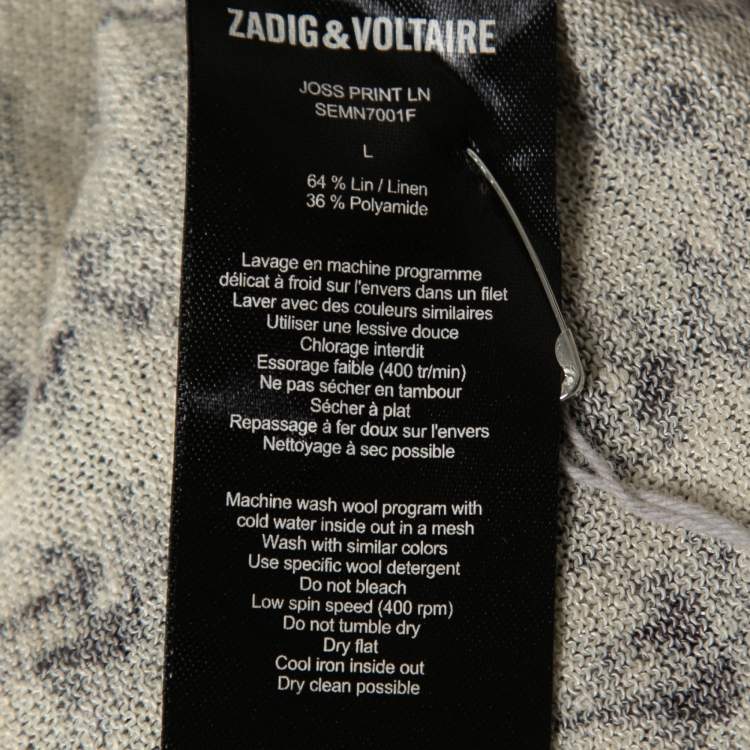 ZADIG&VOLTAIRE
JOSS PRINT LN
SEMN7001F
L
64 % Lin / Linen
36 % Polyamide
Lavage en machine programme
délicat à froid sur l'envers dans un filet
Laver avec des couleurs similaires
Utiliser une lessive douce
Chlorage interdit
Essorage faible (400 tr/min)
Ne pas sécher en tambour
Sécher à plat
Repassage à fer doux sur l'envers
Nettoyage à sec possible
Machine wash wool program with
cold water inside out in a mesh
Wash with similar colors
Use specific wool detergent
Do not bleach
Low spin speed (400 rpm)
Do not tumble dry
Dry flat
Cool iron inside out
Dry clean possible